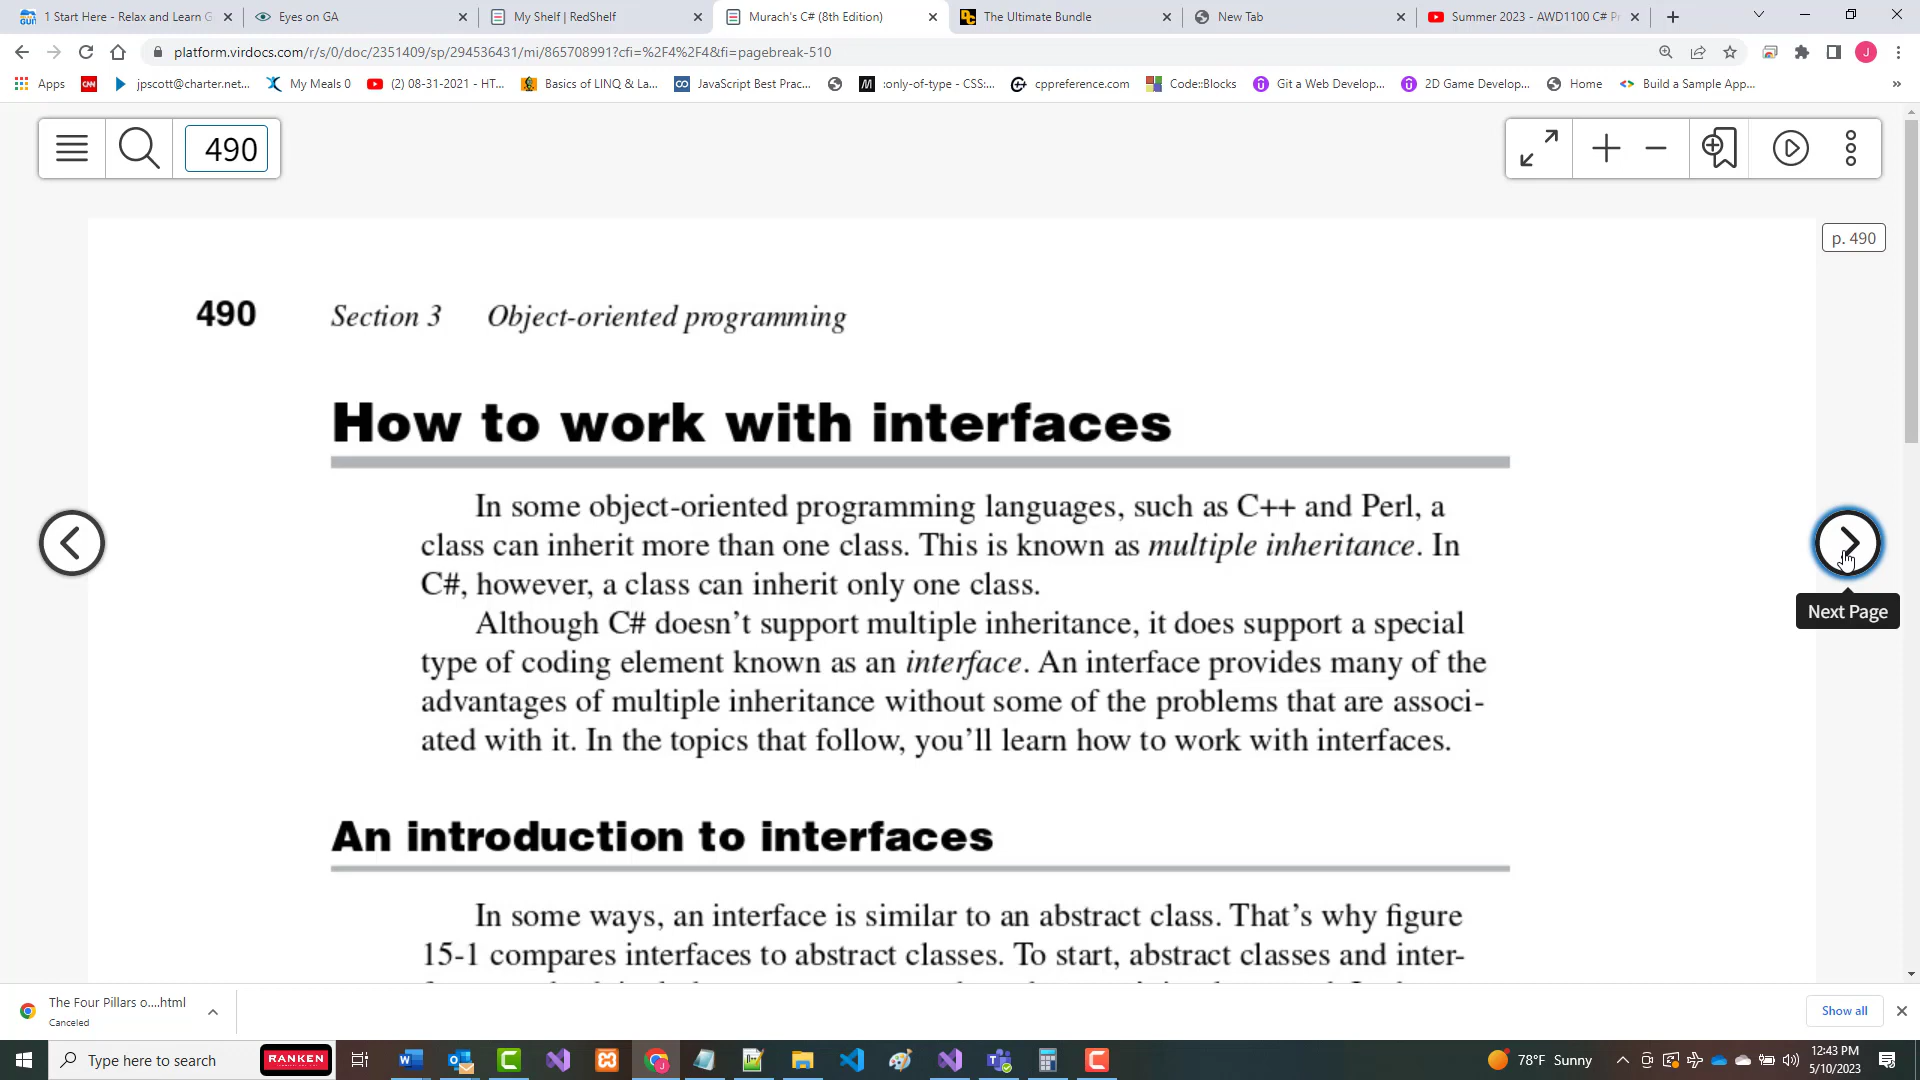 1 Start Here - Relax and Learn G
Eyes on GA
My Shelf | RedShelf
Murach's C# (8th Edition)
The Ultimate Bundle
New Tab
Summer 2023 - AWD1100 C# P
platform.virdocs.com/r/s/0/doc/2351409/sp/294536431/mi/865708991?cfi=%2F4%2F4&fi=pagebreak-510
J
Apps
CNN
jpscott@charter.net...
My Meals 0
(2) 08-31-2021 - HT...
Basics of LINQ & La...
JavaScript Best Prac...
:only-of-type - CSS:...
cppreference.com
Code::Blocks
Git a Web Develop...
2D Game Develop...
Home
Build a Sample App...
490
p. 490
490 Section 3 Object-oriented programming
How to work with interfaces
In some object-oriented programming languages, such as C++ and Perl, a
class can inherit more than one class. This is known as multiple inheritance. In
C#, however, a class can inherit only one class.
Although C# doesn't support multiple inheritance, it does support a special
type of coding element known as an interface. An interface provides many of the
advantages of multiple inheritance without some of the problems that are associ-
ated with it. In the topics that follow, you'll learn how to work with interfaces.
Next Page
An introduction to interfaces
In some ways, an interface is similar to an abstract class. That's why figure
15-1 compares interfaces to abstract classes. To start, abstract classes and inter-
The Four Pillars o....html
Canceled
Show all
Type here to search
RANKEN
78°F Sunny
12:43 PM
5/10/2023